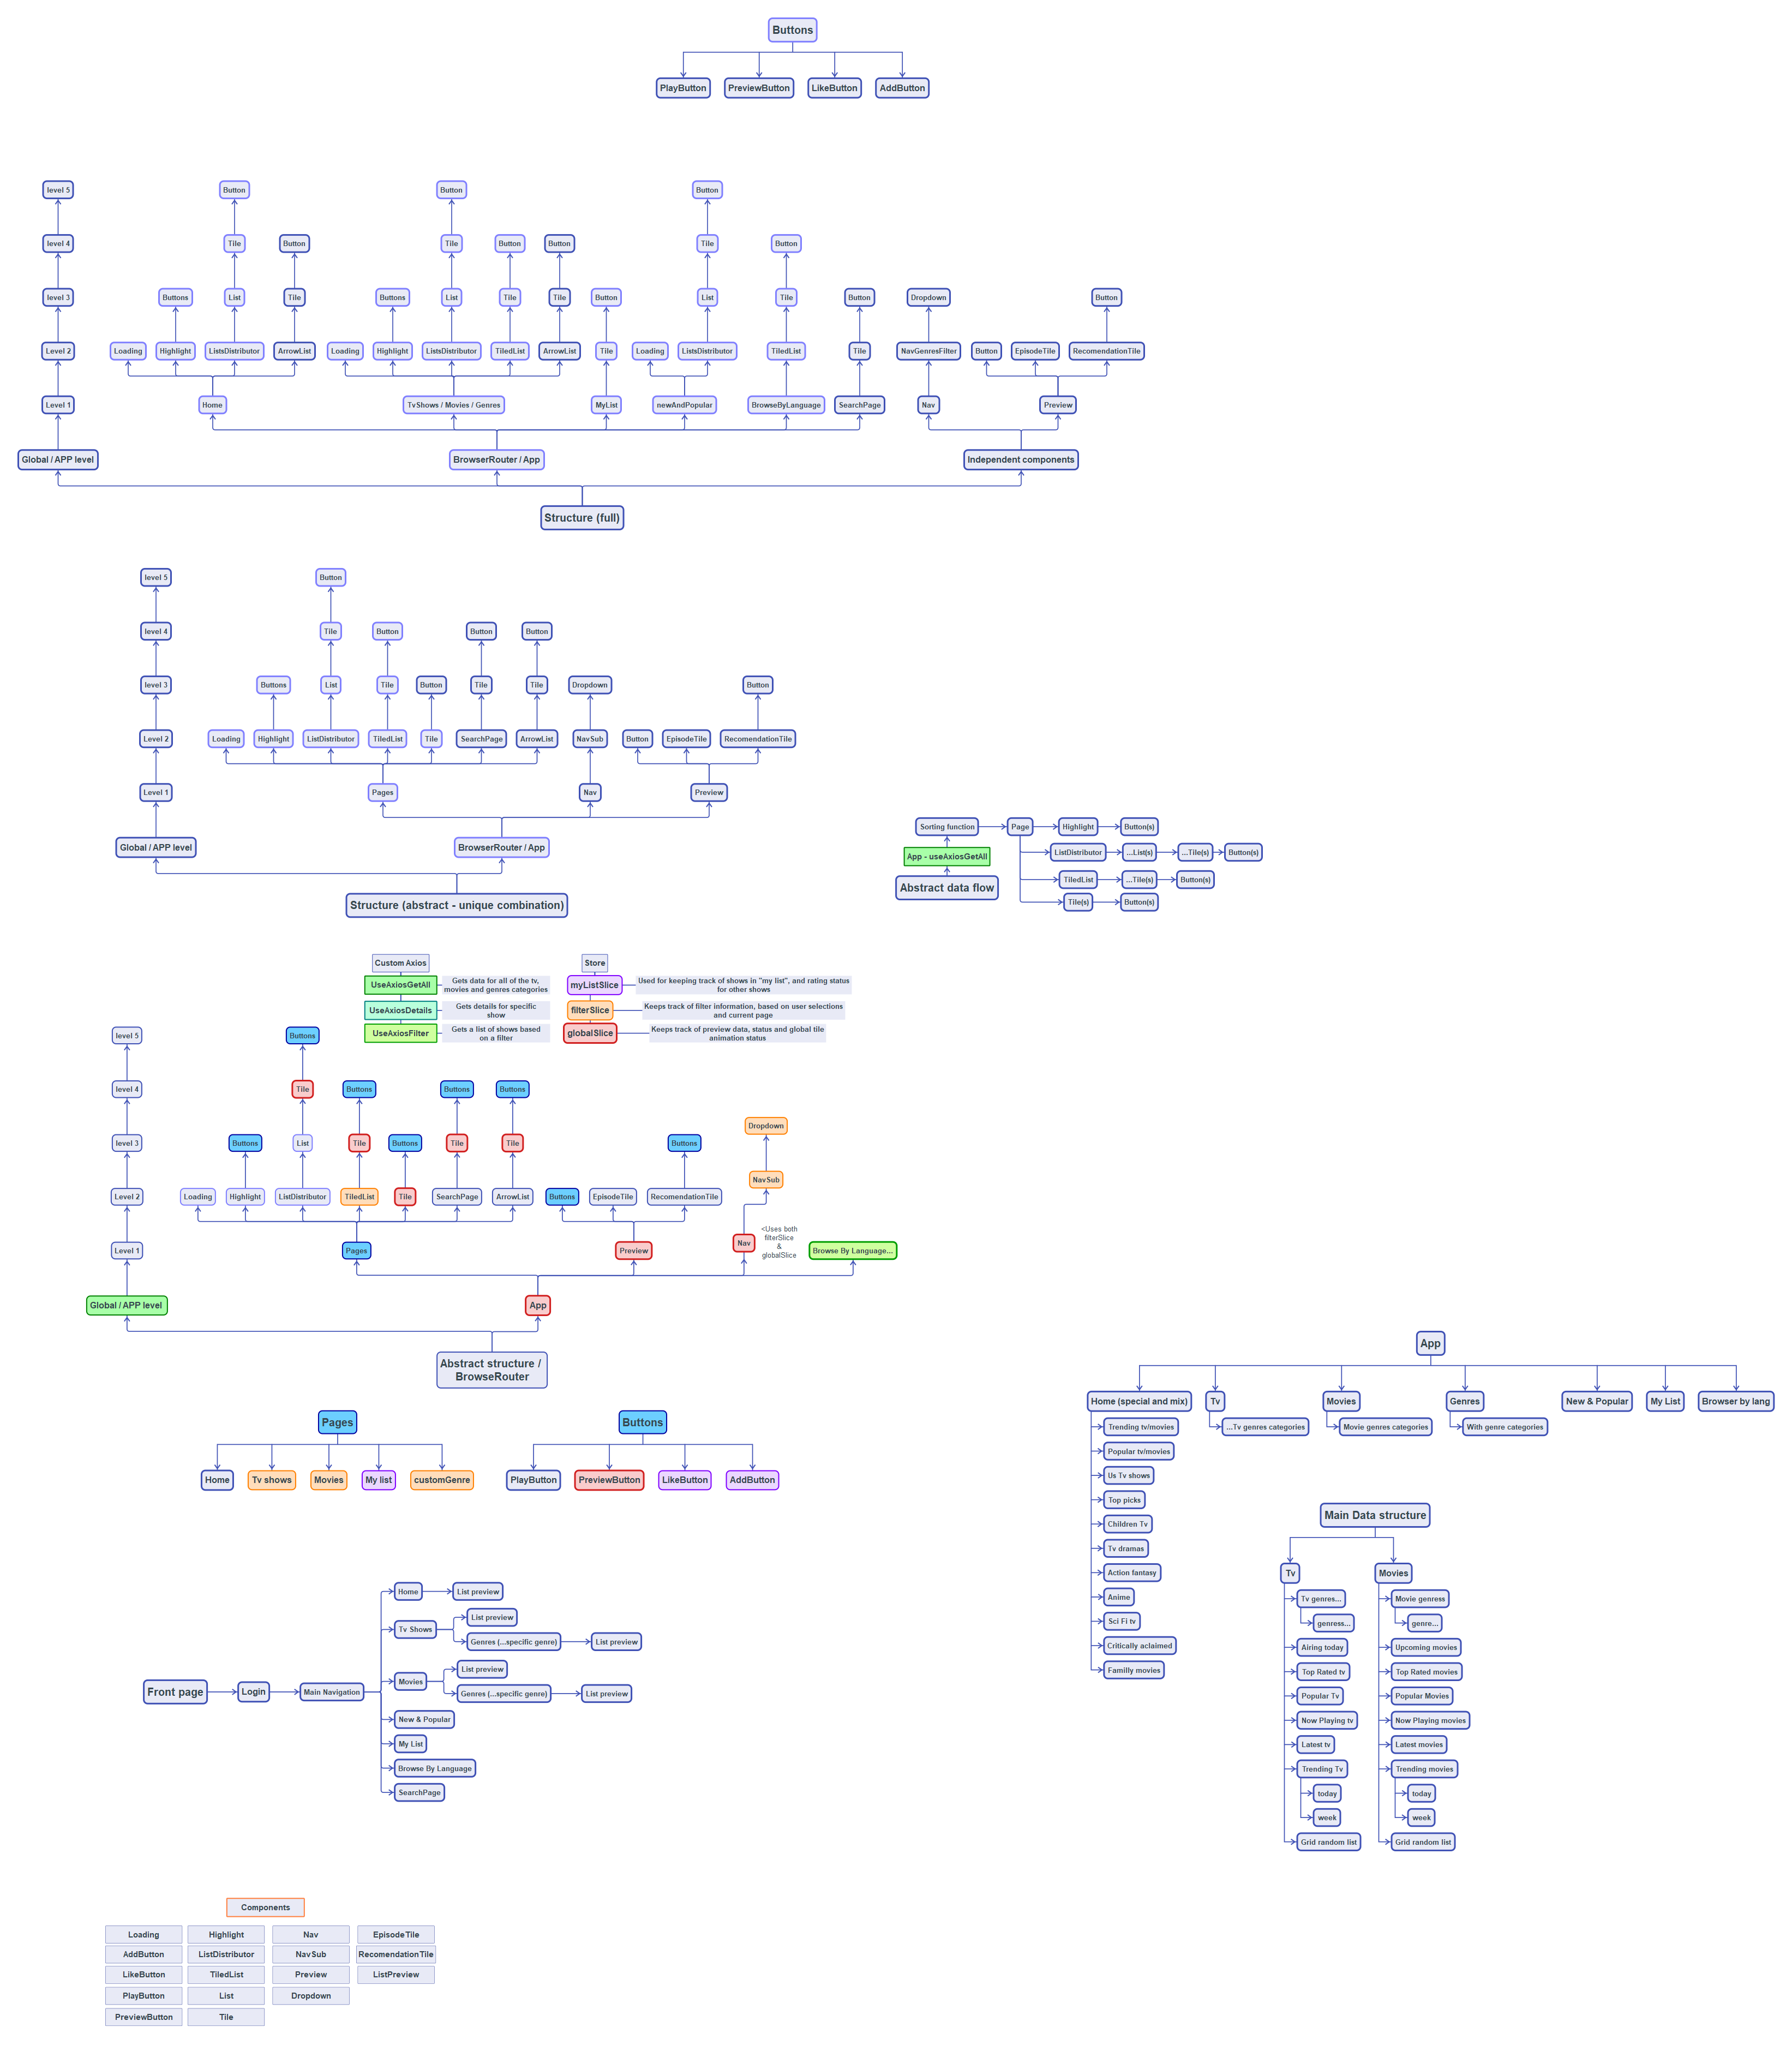 Buttons
PlayButton
PreviewButton
LikeButton
AddButton
level 5
Button
Button
Button
level 4
Tile
Button
Tile
Button
Button
Tile
Button
level 3
Buttons
List
Tile
Buttons
List
Tile
Tile
Button
List
Tile
Button
Dropdown
Button
Level 2
Loading
Highlight
ListsDistributor
ArrowList
Loading
Highlight
ListsDistributor
TiledList
ArrowList
Tile
Loading
ListsDistributor
TiledList
Tile
NavGenresFilter
Button
EpisodeTile
RecomendationTile
Level 1
Home
TvShows / Movies / Genres
MyList
newAndPopular
BrowseByLanguage
SearchPage
Nav
Preview
Global / APP level
BrowserRouter / App
Independent components
Structure (full)
level 5
Button
level 4
Tile
Button
Button
Button
level 3
Buttons
List
Tile
Button
Tile
Tile
Dropdown
Button
Level 2
Loading
Highlight
ListDistributor
TiledList
Tile
SearchPage
ArrowList
NavSub
Button
EpisodeTile
RecomendationTile
Level 1
Pages
Nav
Preview
Global / APP level
BrowserRouter / App
Structure (abstract - unique combination)
Sorting function
Page
Highlight
Button(s)
App - useAxiosGetAll
ListDistributor
...List(s)
...Tile(s)
Button(s)
Abstract data flow
TiledList
...Tile(s)
Button(s)
Tile(s)
Button(s)
Custom Axios
UseAxiosGetAll
Gets data for all of the tv,
movies and genres categories
UseAxiosDetails
Gets details for specific
show
UseAxiosFilter
Gets a list of shows based
on a filter
Store
myListSlice
Used for keeping track of shows in "my list", and rating status
for other shows
filterSlice
Keeps track of filter information, based on user selections
and current page
globalSlice
Keeps track of preview data, status and global tile
animation status
level 5
Buttons
level 4
Tile
Buttons
Buttons
Buttons
Dropdown
level 3
Buttons
List
Tile
Buttons
Tile
Tile
Buttons
NavSub
Level 2
Loading
Highlight
ListDistributor
TiledList
Tile
SearchPage
ArrowList
Buttons
EpisodeTile
RecomendationTile
Level 1
Pages
Preview
Nav
<Uses both
filterSlice
&
globalSlice
Browse By Language...
Global / APP level
App
Abstract structure /
BrowseRouter
Pages
Home
Tv shows
Movies
My list
customGenre
Buttons
PlayButton
PreviewButton
LikeButton
AddButton
App
Home (special and mix)
Tv
Movies
Genres
New & Popular
My List
Browser by lang
Trending tv/movies
...Tv genres categories
Movie genres categories
With genre categories
Popular tv/movies
Us Tv shows
Top picks
Children Tv
Tv dramas
Action fantasy
Anime
Sci Fi tv
Critically aclaimed
Familly movies
Main Data structure
Tv
Tv genres...
genress...
Airing today
Top Rated tv
Popular Tv
Now Playing tv
Latest tv
Trending Tv
today
week
Grid random list
Movies
Movie genress
genre...
Upcoming movies
Top Rated movies
Popular Movies
Now Playing movies
Latest movies
Trending movies
today
week
Grid random list
Front page
Login
Main Navigation
Home
List preview
Tv Shows
List preview
Genres (...specific genre)
List preview
Movies
List preview
Genres (...specific genre)
List preview
New & Popular
My List
Browse By Language
SearchPage
Components
Loading
Highlight
Nav
EpisodeTile
AddButton
ListDistributor
NavSub
RecomendationTile
LikeButton
TiledList
Preview
ListPreview
PlayButton
List
Dropdown
PreviewButton
Tile